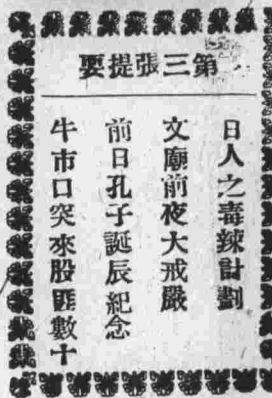 第三張提要
日人之毒辣計劃
文廟前夜大戒嚴
前日孔子誕辰紀念
牛市口突來股匪數十